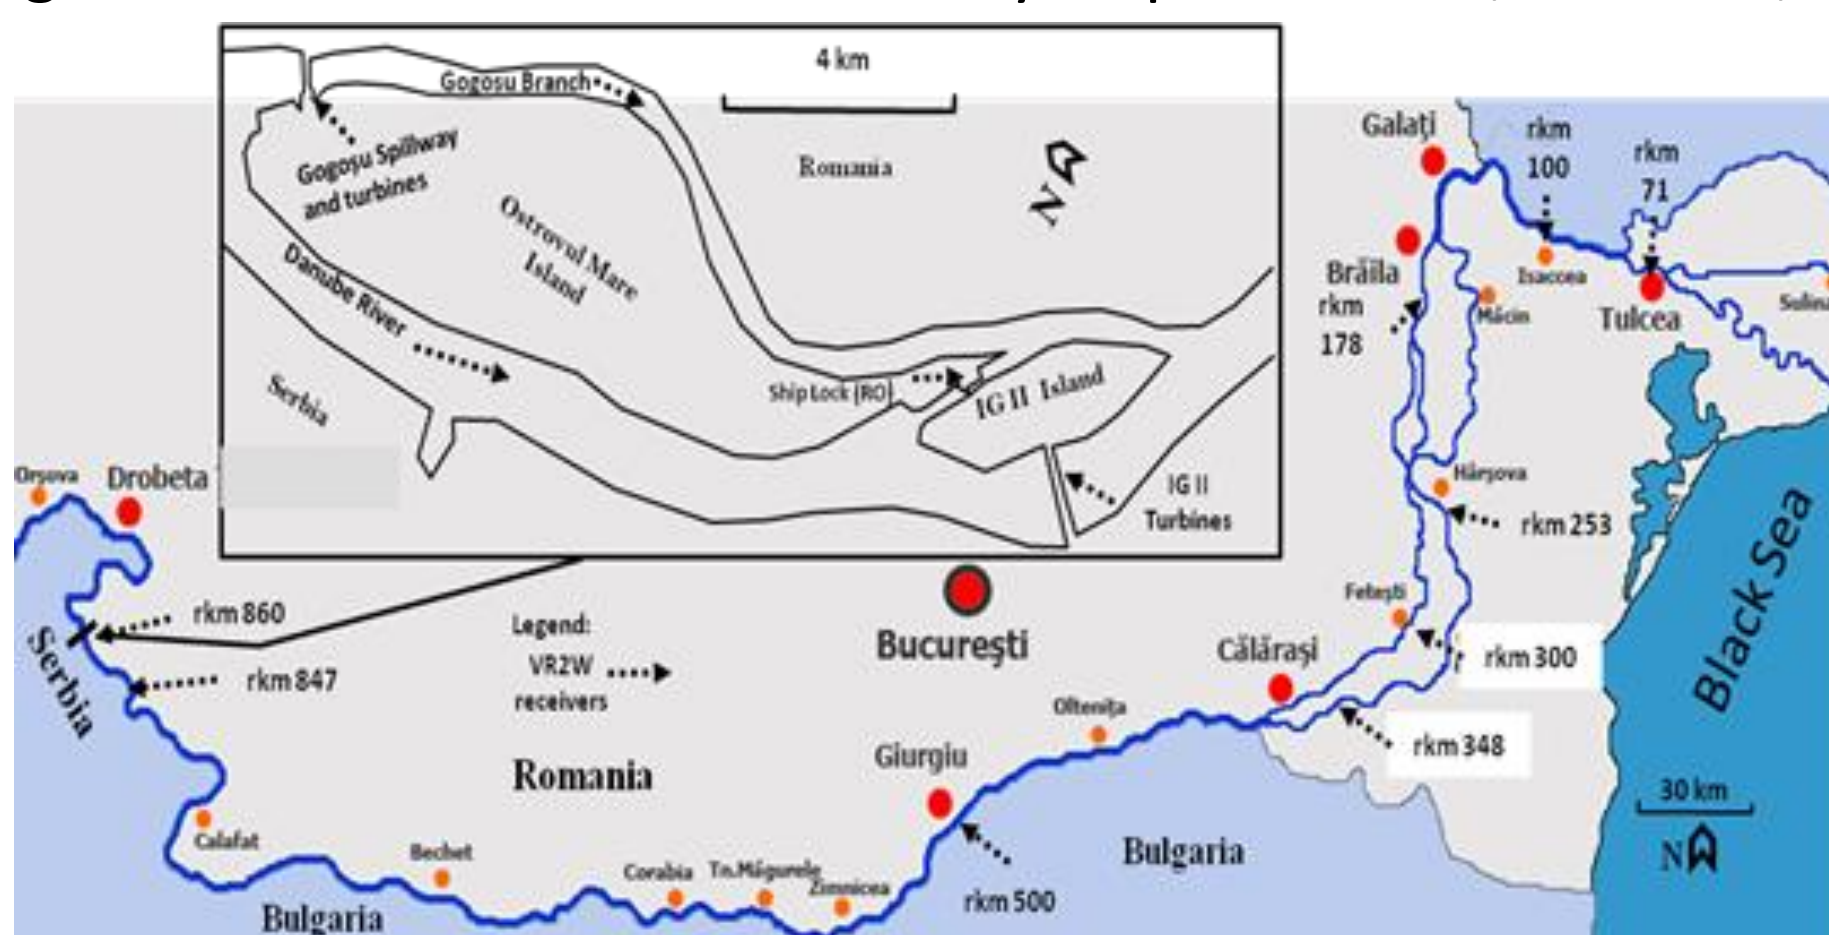 4 km
Gogosu Branch
Romania
N
Gogoșu Spillway
and turbines
Ostrovul Mare
Island
Danube River
Serbia
Ship Lock (RO)
IG II Island
IG II
Turbines
Galați
rkm
100
rkm
71
Brăila
rkm
178
Isaccea
Măcin
Tulcea
Sulina
Orșova
Drobeta
Hârșova
rkm 253
Black Sea
rkm 860
Serbia
rkm 847
Legend:
VR2W
receivers
București
Fetești
Călărași
rkm 300
Oltenița
rkm 348
Giurgiu
Romania
30 km
N
Calafat
Bechet
Corabia
Tn.Măgurele
Zimnicea
Bulgaria
rkm 500
Bulgaria